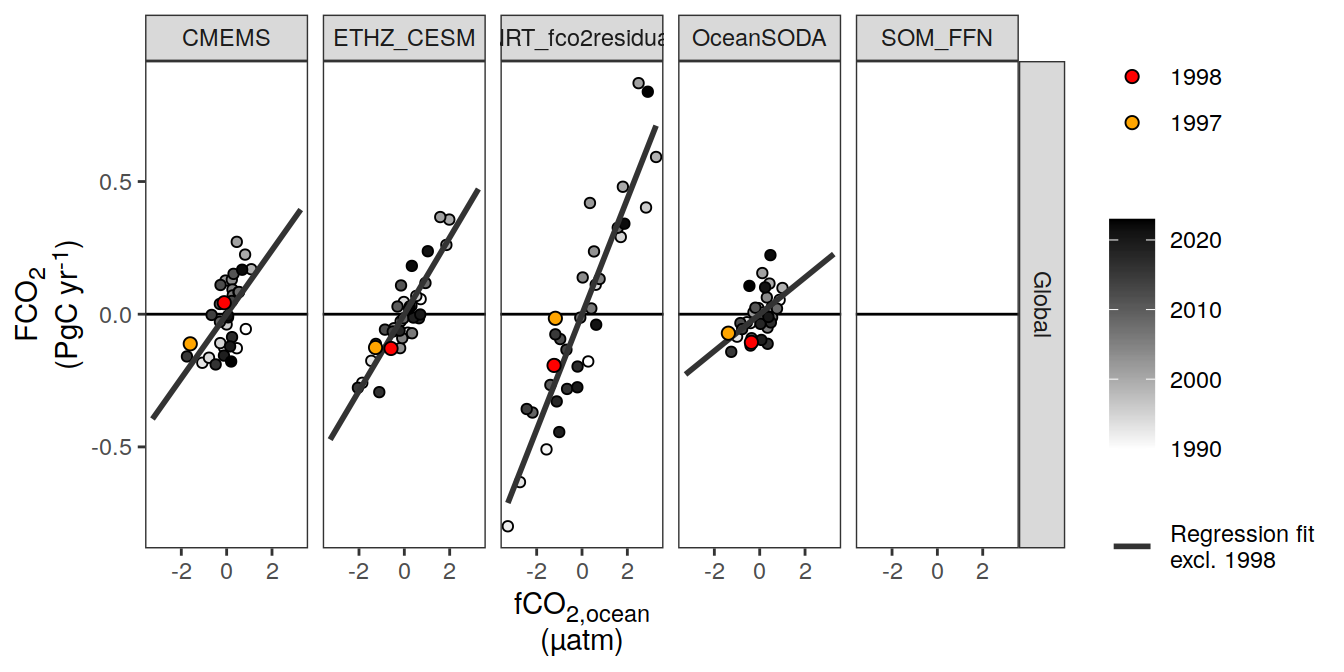 CMEMS
ETHZ_CESM
NRT_fco2residual
OceanSODA
SOM_FFN
Global
FCO2
(PgC yr-1)
0.5
0.0
-0.5
-2 0 2
-2 0 2
-2 0 2
-2 0 2
-2 0 2
fCO2,ocean
(µatm)
1998
1997
2020
2010
2000
1990
Regression fit
excl. 1998